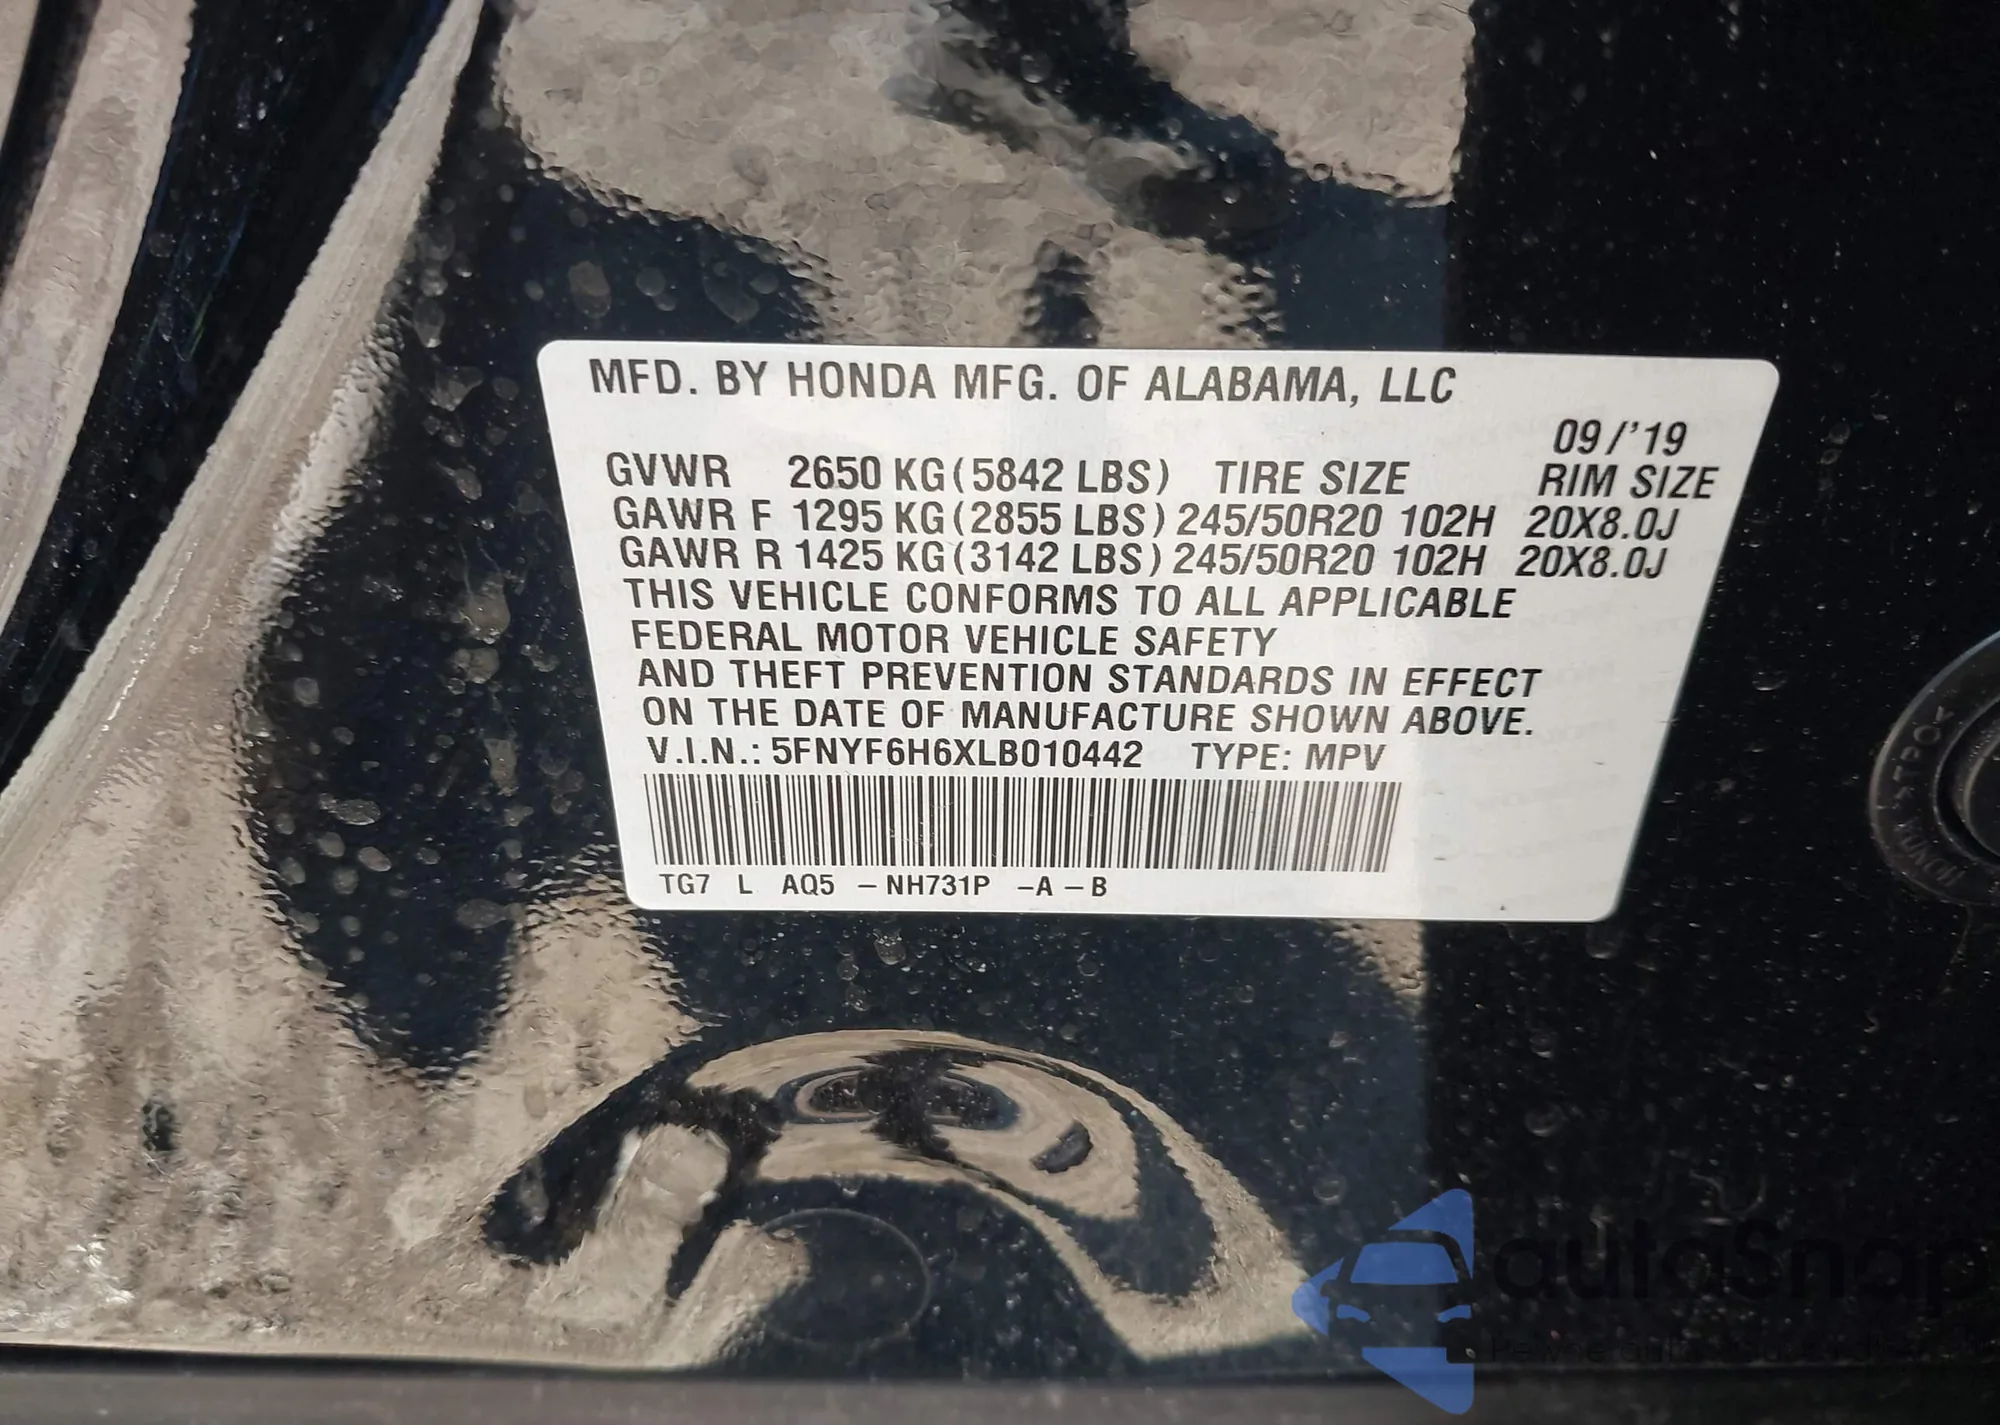 MFD. BY HONDA MFG. OF ALABAMA, LLC
09/'19
GVWR 2650 KG (5842 LBS) TIRE SIZE RIM SIZE
GAWR F 1295 KG (2855 LBS) 245/50R20 102H 20X8.0J
GAWR R 1425 KG (3142 LBS) 245/50R20 102H 20X8.0J
THIS VEHICLE CONFORMS TO ALL APPLICABLE
FEDERAL MOTOR VEHICLE SAFETY
AND THEFT PREVENTION STANDARDS IN EFFECT
ON THE DATE OF MANUFACTURE SHOWN ABOVE.
V.I.N.: 5FNYF6H6XLB010442 TYPE: MPV
TG7 L AQ5 – NH731P – A – B
autoSnap